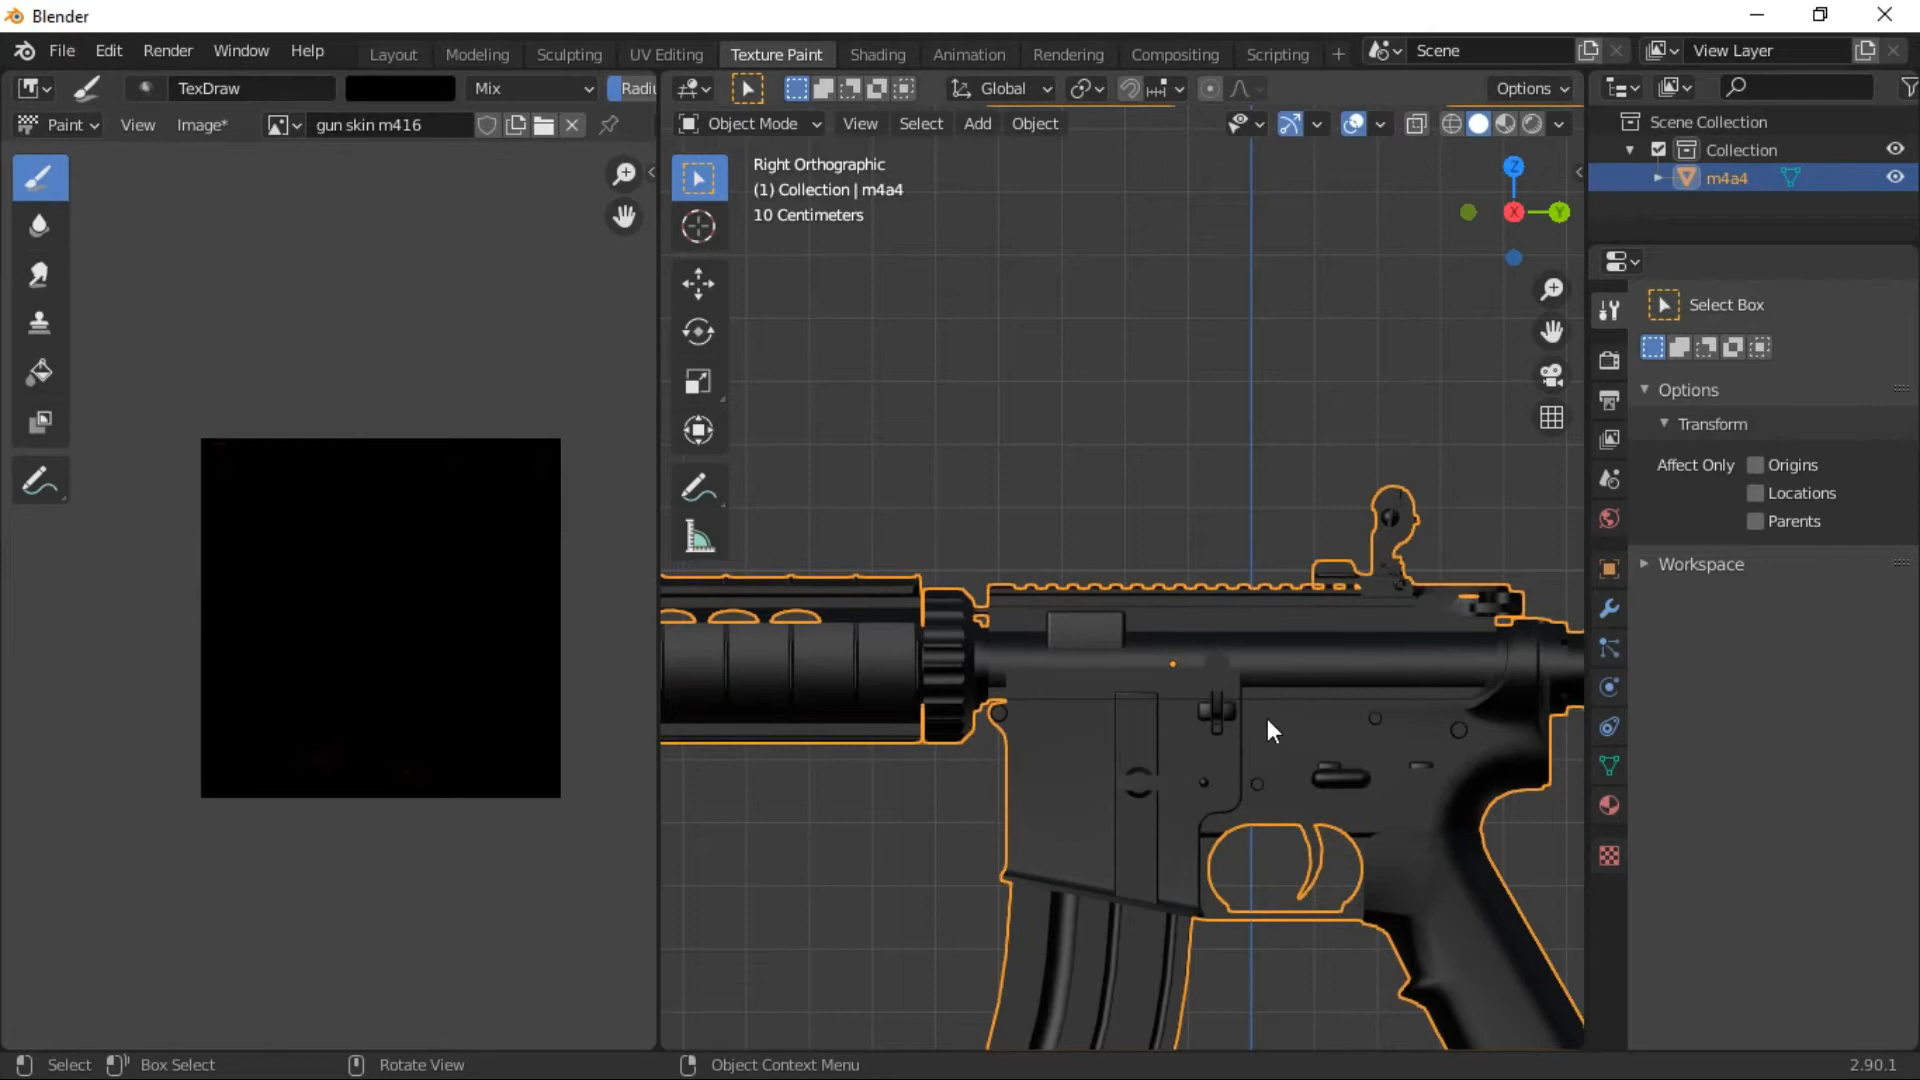 Blender
File Edit Render Window Help Layout Modeling Sculpting UV Editing Texture Paint Shading Animation Rendering Compositing Scripting + Scene View Layer
TexDraw Mix Radiu Global Options
Paint View Image* gun skin m416 Object Mode View Select Add Object
Scene Collection
Collection
m4a4
Right Orthographic
(1) Collection | m4a4
10 Centimeters
Z
X
Y
Select Box
Options
Transform
Affect Only Origins
Locations
Parents
Workspace
Select Box Select Rotate View Object Context Menu 2.90.1